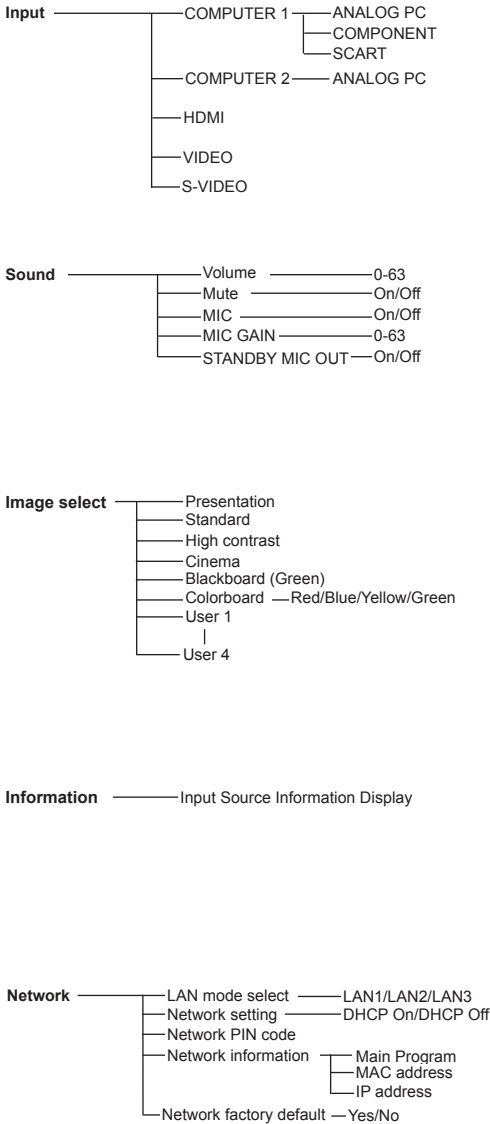 Input COMPUTER 1 ANALOG PC
COMPONENT
SCART
COMPUTER 2 ANALOG PC
HDMI
VIDEO
S-VIDEO
Sound Volume 0-63
Mute On/Off
MIC On/Off
MIC GAIN 0-63
STANDBY MIC OUT On/Off
Image select Presentation
Standard
High contrast
Cinema
Blackboard (Green)
Colorboard Red/Blue/Yellow/Green
User 1
User 4
Information Input Source Information Display
Network LAN mode select LAN1/LAN2/LAN3
Network setting DHCP On/DHCP Off
Network PIN code
Network information Main Program
MAC address
IP address
Network factory default Yes/No